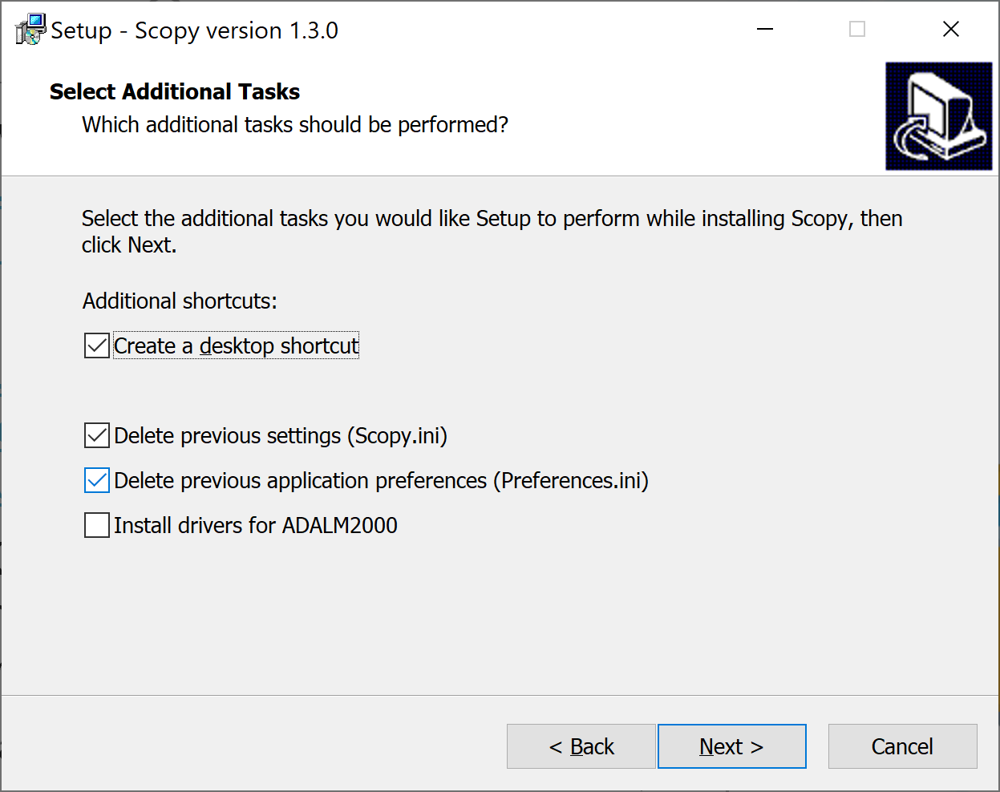 Setup - Scopy version 1.3.0
Select Additional Tasks
Which additional tasks should be performed?
Select the additional tasks you would like Setup to perform while installing Scopy, then
click Next.
Additional shortcuts:
Create a desktop shortcut
Delete previous settings (Scopy.ini)
Delete previous application preferences (Preferences.ini)
Install drivers for ADALM2000
< Back
Next >
Cancel